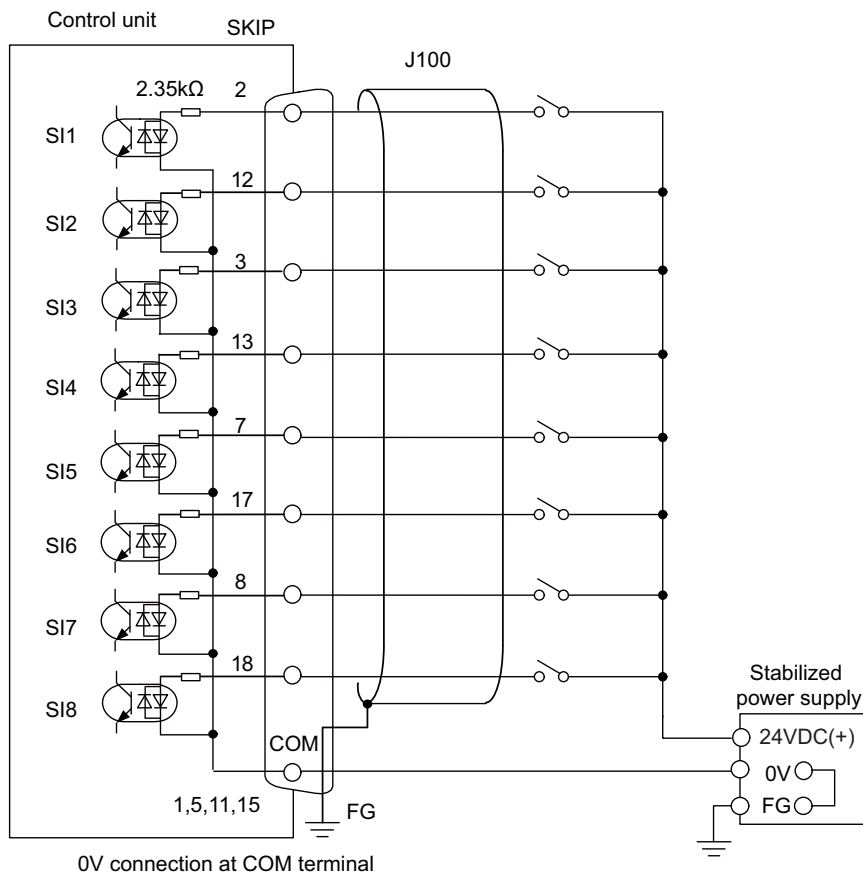 Control unit
SKIP
J100
2.35kΩ
2
SI1
12
SI2
3
SI3
13
SI4
7
SI5
17
SI6
8
SI7
18
SI8
Stabilized
power supply
24VDC(+)
COM
0V
1,5,11,15
FG
FG
0V connection at COM terminal